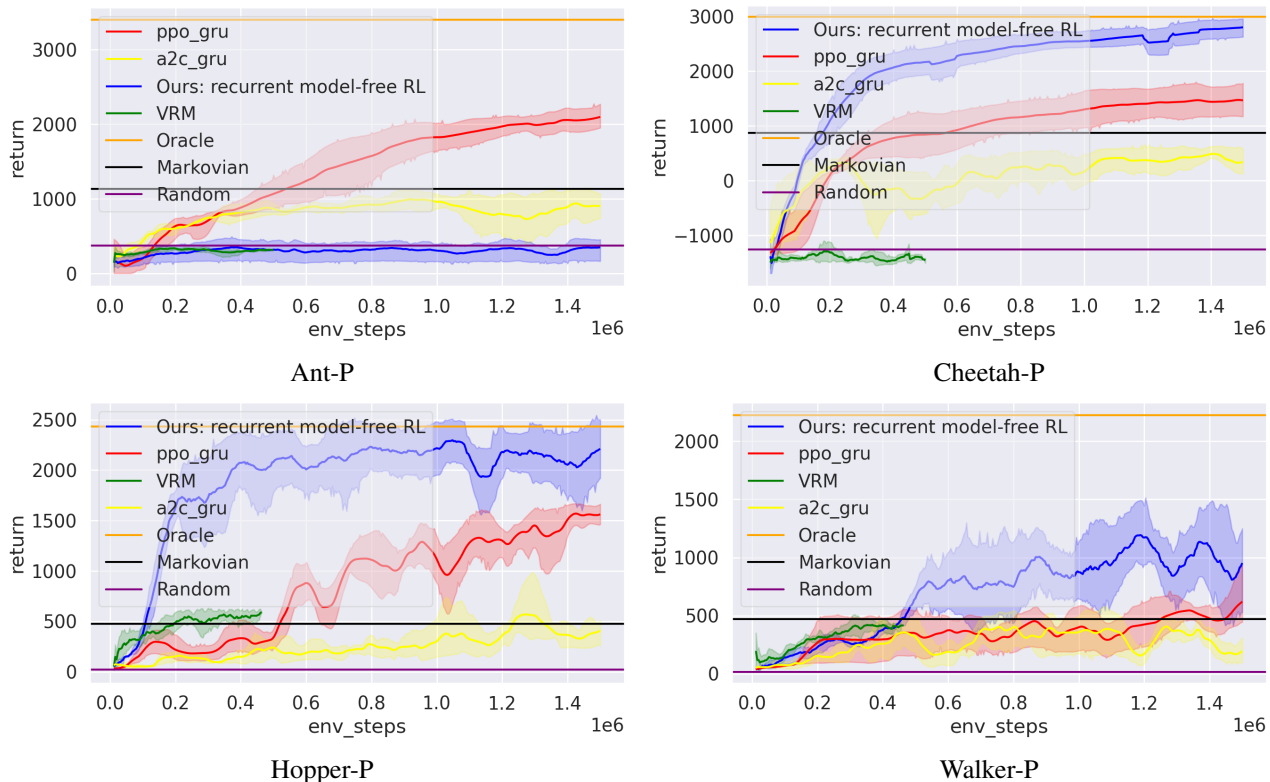 3000
2000
1000
0
return
ppo_gru
a2c_gru
Ours: recurrent model-free RL
VRM
Oracle
Markovian
Random
0.0 0.2 0.4 0.6 0.8 1.0 1.2 1.4
env_steps
1e6
Ant-P
3000
2000
1000
0
−1000
return
Ours: recurrent model-free RL
ppo_gru
a2c_gru
VRM
Oracle
Markovian
Random
0.0 0.2 0.4 0.6 0.8 1.0 1.2 1.4
env_steps
1e6
Cheetah-P
2500
2000
1500
1000
500
0
return
Ours: recurrent model-free RL
ppo_gru
VRM
a2c_gru
Oracle
Markovian
Random
0.0 0.2 0.4 0.6 0.8 1.0 1.2 1.4
env_steps
1e6
Hopper-P
2000
1500
1000
500
0
return
Ours: recurrent model-free RL
ppo_gru
VRM
a2c_gru
Oracle
Markovian
Random
0.0 0.2 0.4 0.6 0.8 1.0 1.2 1.4
env_steps
1e6
Walker-P